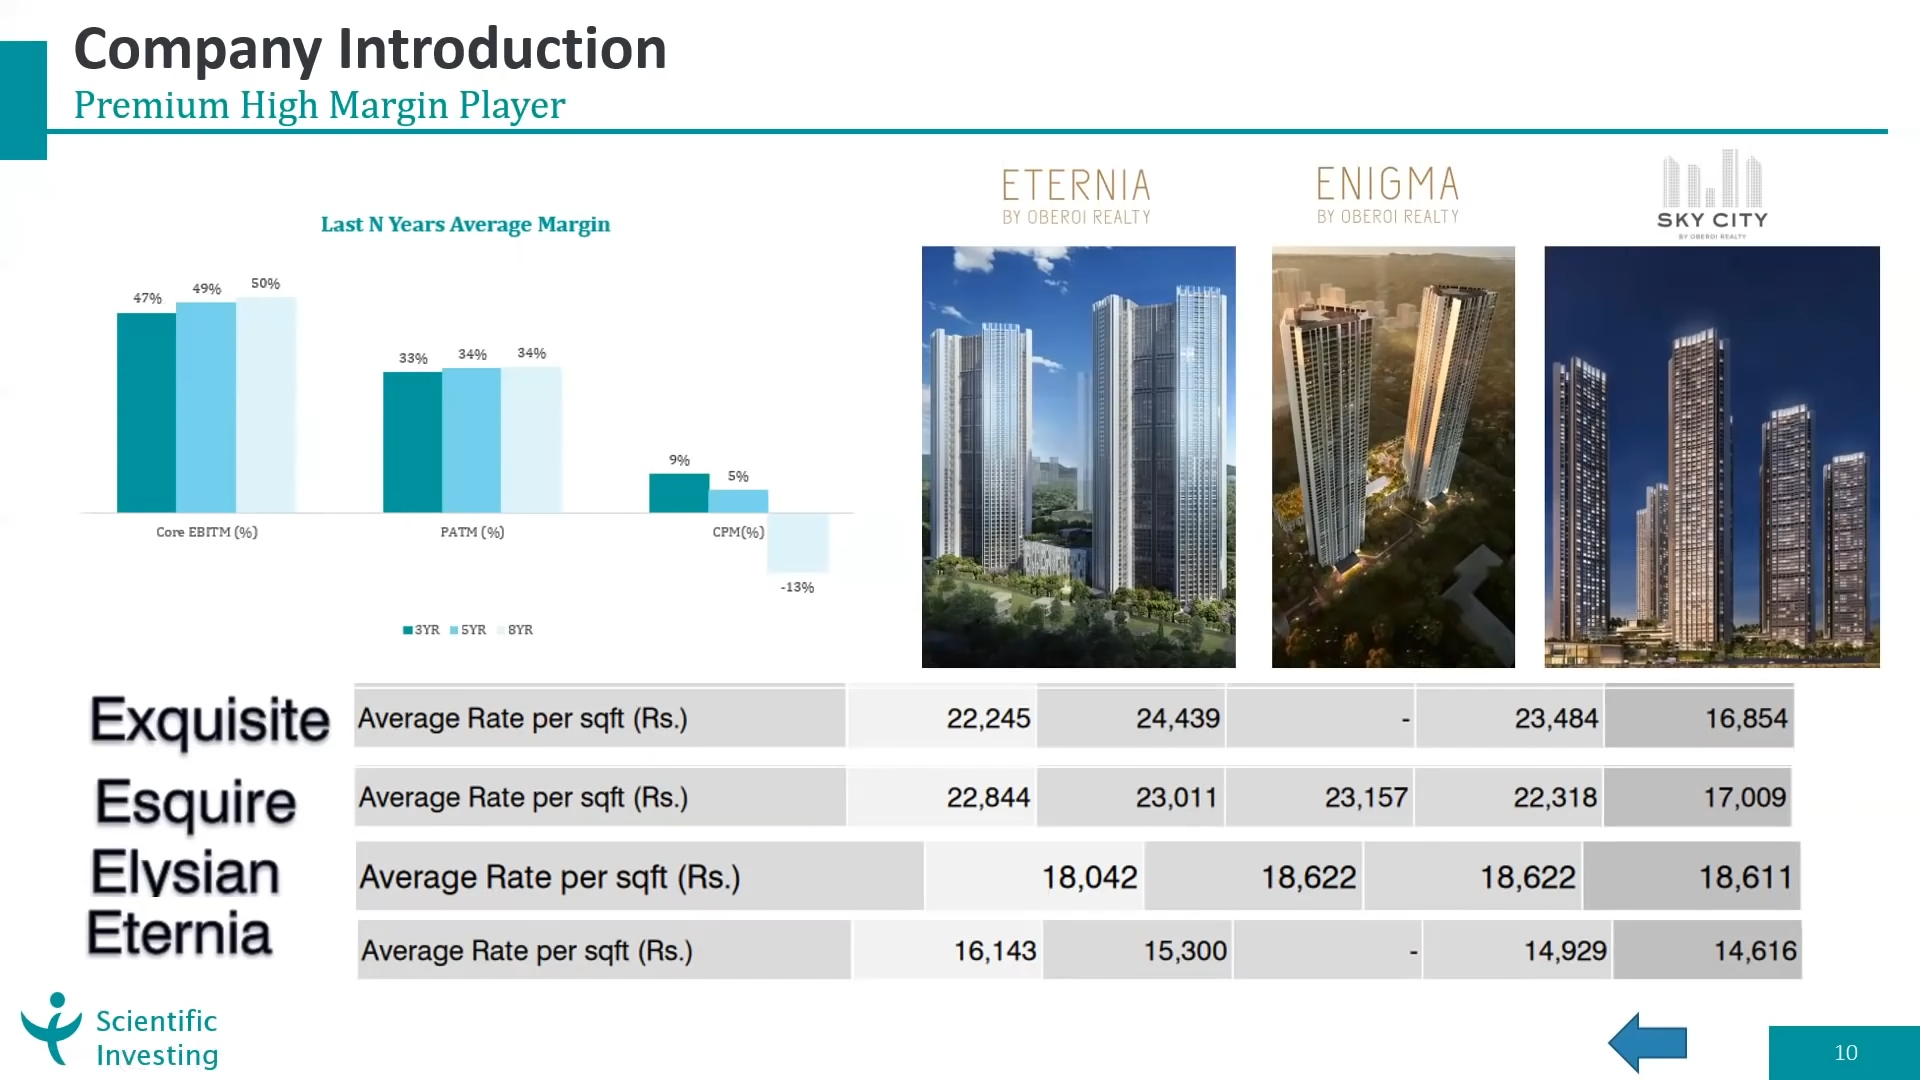 Company Introduction
Premium High Margin Player
Last N Years Average Margin
47%
49%
50%
33%
34%
34%
9%
5%
-13%
Core EBITM (%)
PATM (%)
CPM(%)
3YR 5YR 8YR
ETERNIA
BY OBEROI REALTY
ENIGMA
BY OBEROI REALTY
SKY CITY
BY OBEROI REALTY
Exquisite Average Rate per sqft (Rs.) 22,245 24,439 - 23,484 16,854
Esquire Average Rate per sqft (Rs.) 22,844 23,011 23,157 22,318 17,009
Elysian Average Rate per sqft (Rs.) 18,042 18,622 18,622 18,611
Eternia Average Rate per sqft (Rs.) 16,143 15,300 - 14,929 14,616
Scientific
Investing
10